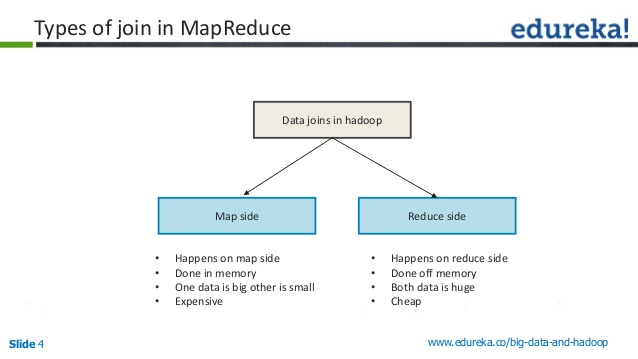 Types of join in MapReduce
edureka!
Data joins in hadoop
Map side
Reduce side
• Happens on map side
• Done in memory
• One data is big other is small
• Expensive
• Happens on reduce side
• Done off memory
• Both data is huge
• Cheap
Slide 4
www.edureka.co/big-data-and-hadoop